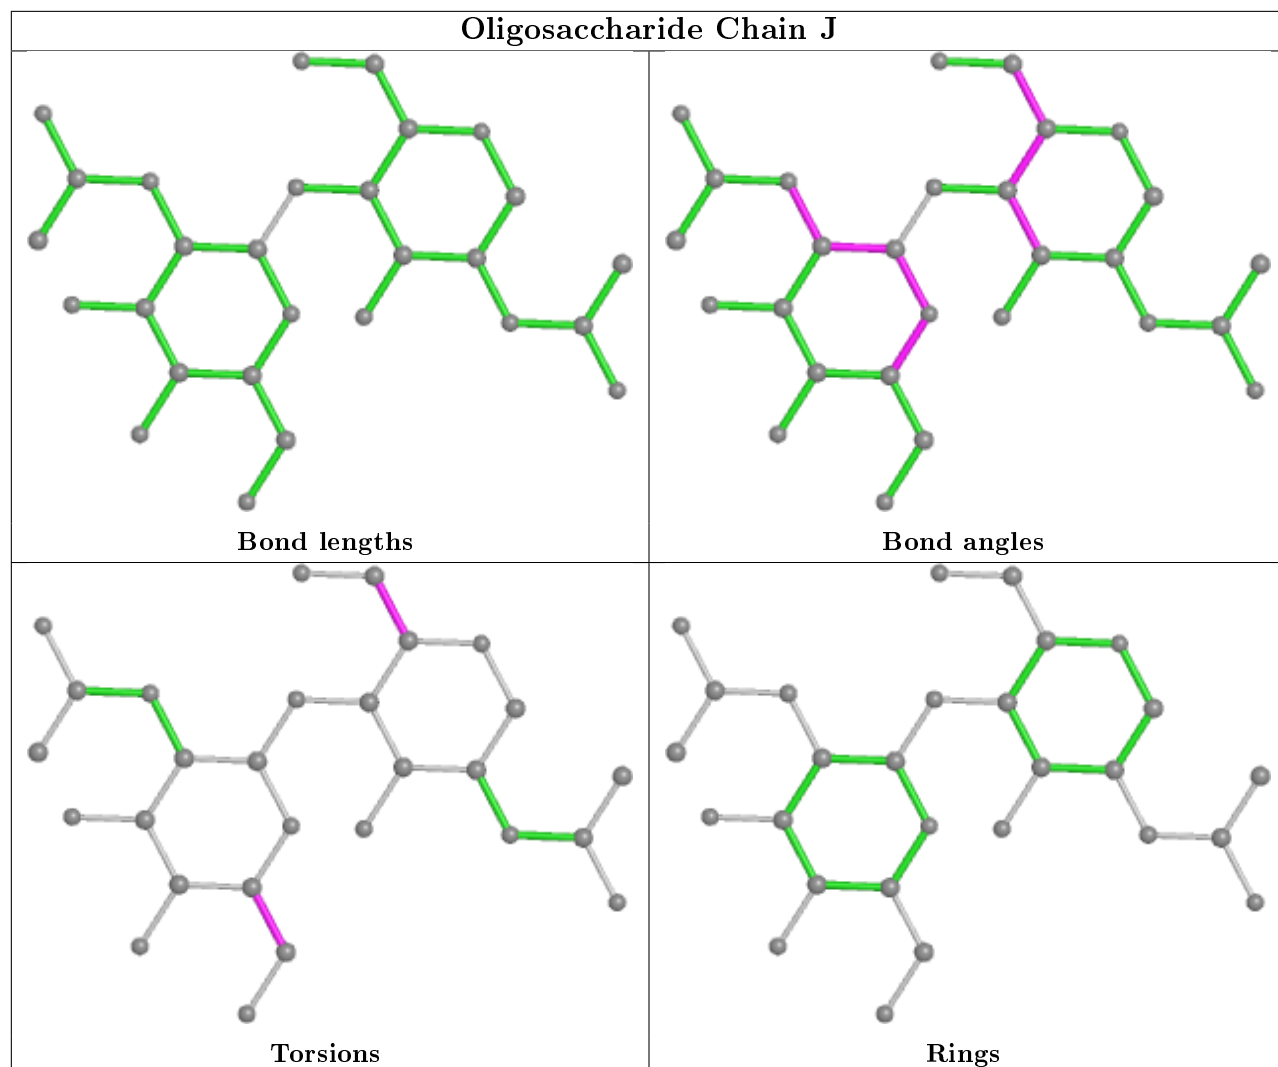 Oligosaccharide Chain J
Bond lengths
Bond angles
Torsions
Rings